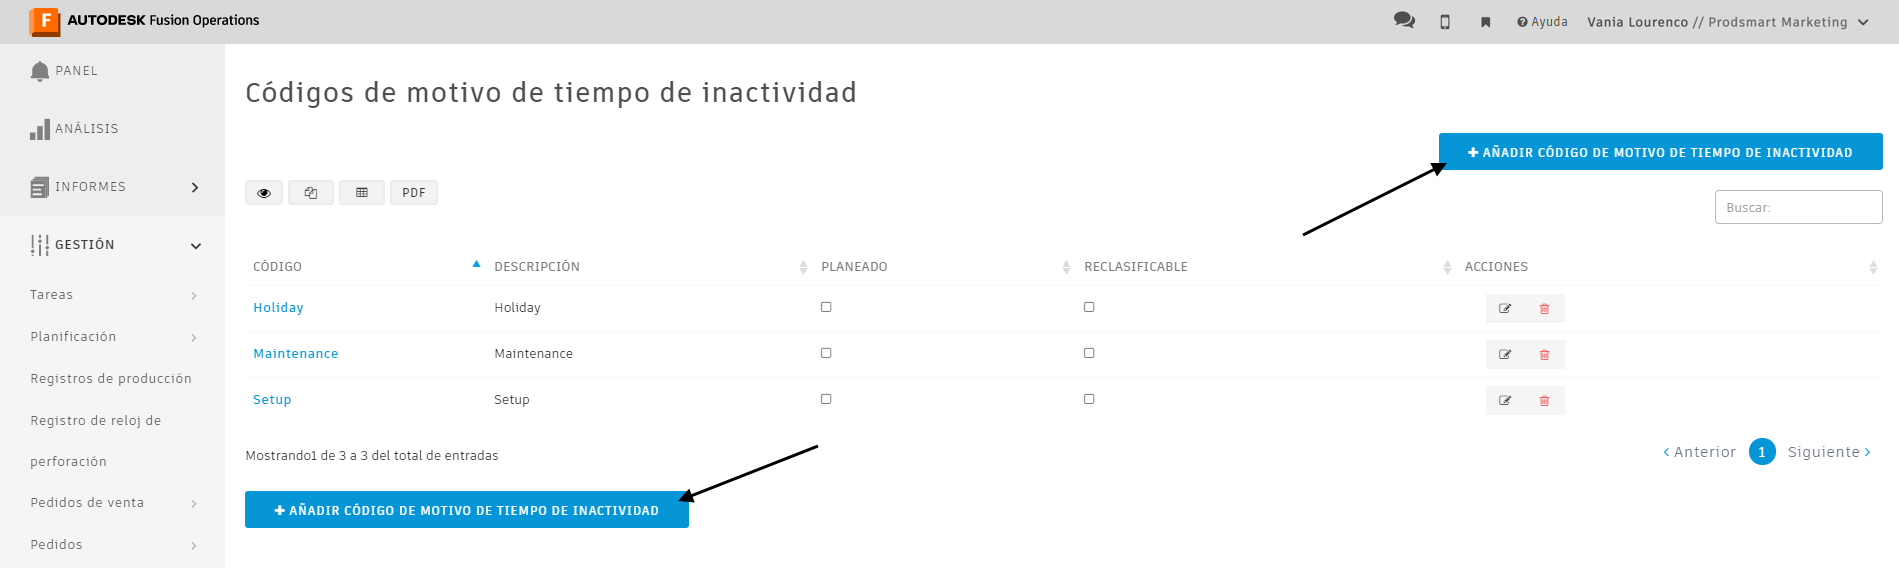 AUTODESK Fusion Operations
Ayuda
Vania Lourenco // Prodsmart Marketing
PANEL
ANÁLISIS
INFORMES
GESTIÓN
Tareas
Planificación
Registros de producción
Registro de reloj de
perforación
Pedidos de venta
Pedidos
Códigos de motivo de tiempo de inactividad
+ AÑADIR CÓDIGO DE MOTIVO DE TIEMPO DE INACTIVIDAD
PDF
Buscar:
CÓDIGO DESCRIPCIÓN PLANEADO RECLASIFICABLE ACCIONES
Holiday Holiday
Maintenance Maintenance
Setup Setup
Mostrando1 de 3 a 3 del total de entradas
Anterior 1 Siguiente
+ AÑADIR CÓDIGO DE MOTIVO DE TIEMPO DE INACTIVIDAD